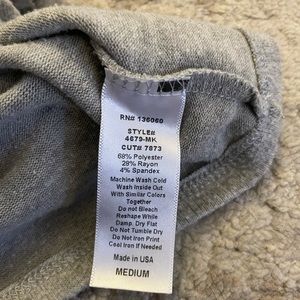 RN# 136060
STYLE#
4679-MK
CUT# 7873
68% Polyester
28% Rayon
4% Spandex
Machine Wash Cold
Wash Inside Out
With Similar Colors
Together
Do not Bleach
Reshape While
Damp. Dry Flat
Do Not Tumble Dry
Do Not Iron Print
Cool Iron If Needed
Made in USA
MEDIUM